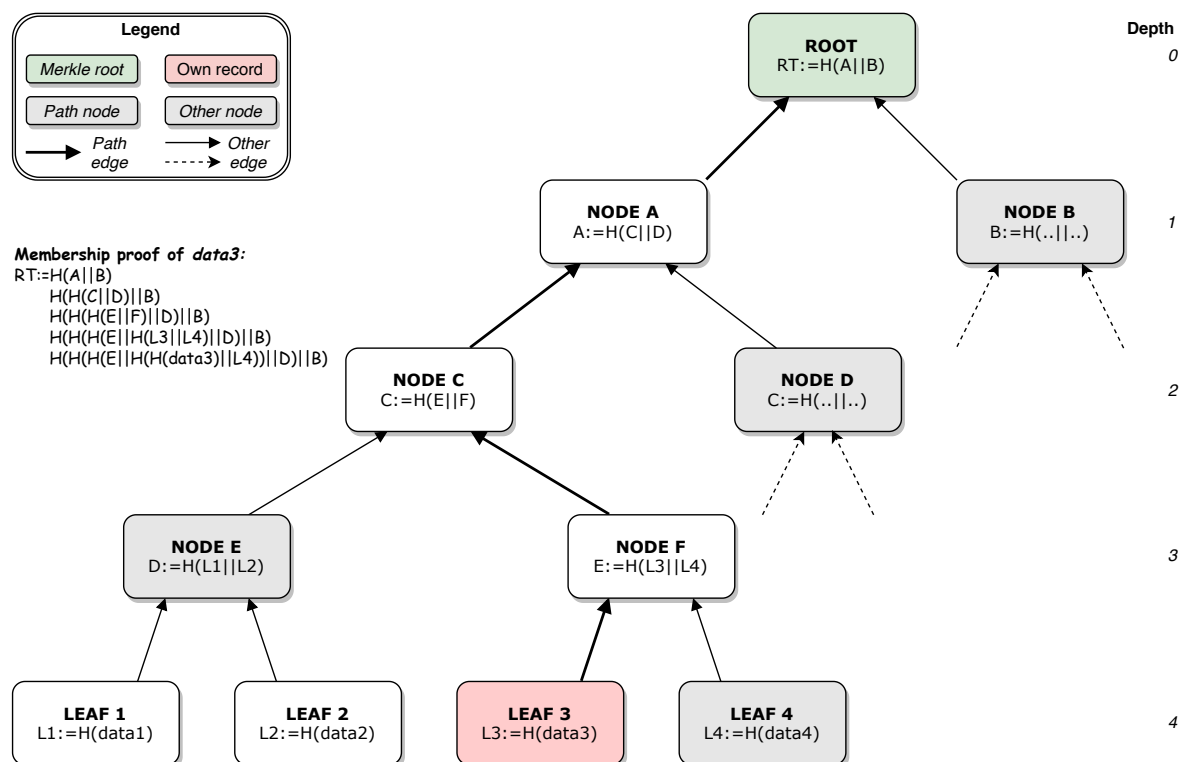 Legend
Merkle root
Own record
Path node
Other node
Path
edge
Other
edge
Depth
0
ROOT
RT:=H(A||B)
NODE A
A:=H(C||D)
NODE B
B:=H(..||..)
1
Membership proof of data3:
RT:=H(A||B)
H(H(C||D)||B)
H(H(H(E||F)||D)||B)
H(H(H(E||H(L3||L4)||D)||B)
H(H(H(E||H(H(data3)||L4))||D)||B)
NODE C
C:=H(E||F)
NODE D
C:=H(..||..)
2
NODE E
D:=H(L1||L2)
NODE F
E:=H(L3||L4)
3
LEAF 1
L1:=H(data1)
LEAF 2
L2:=H(data2)
LEAF 3
L3:=H(data3)
LEAF 4
L4:=H(data4)
4